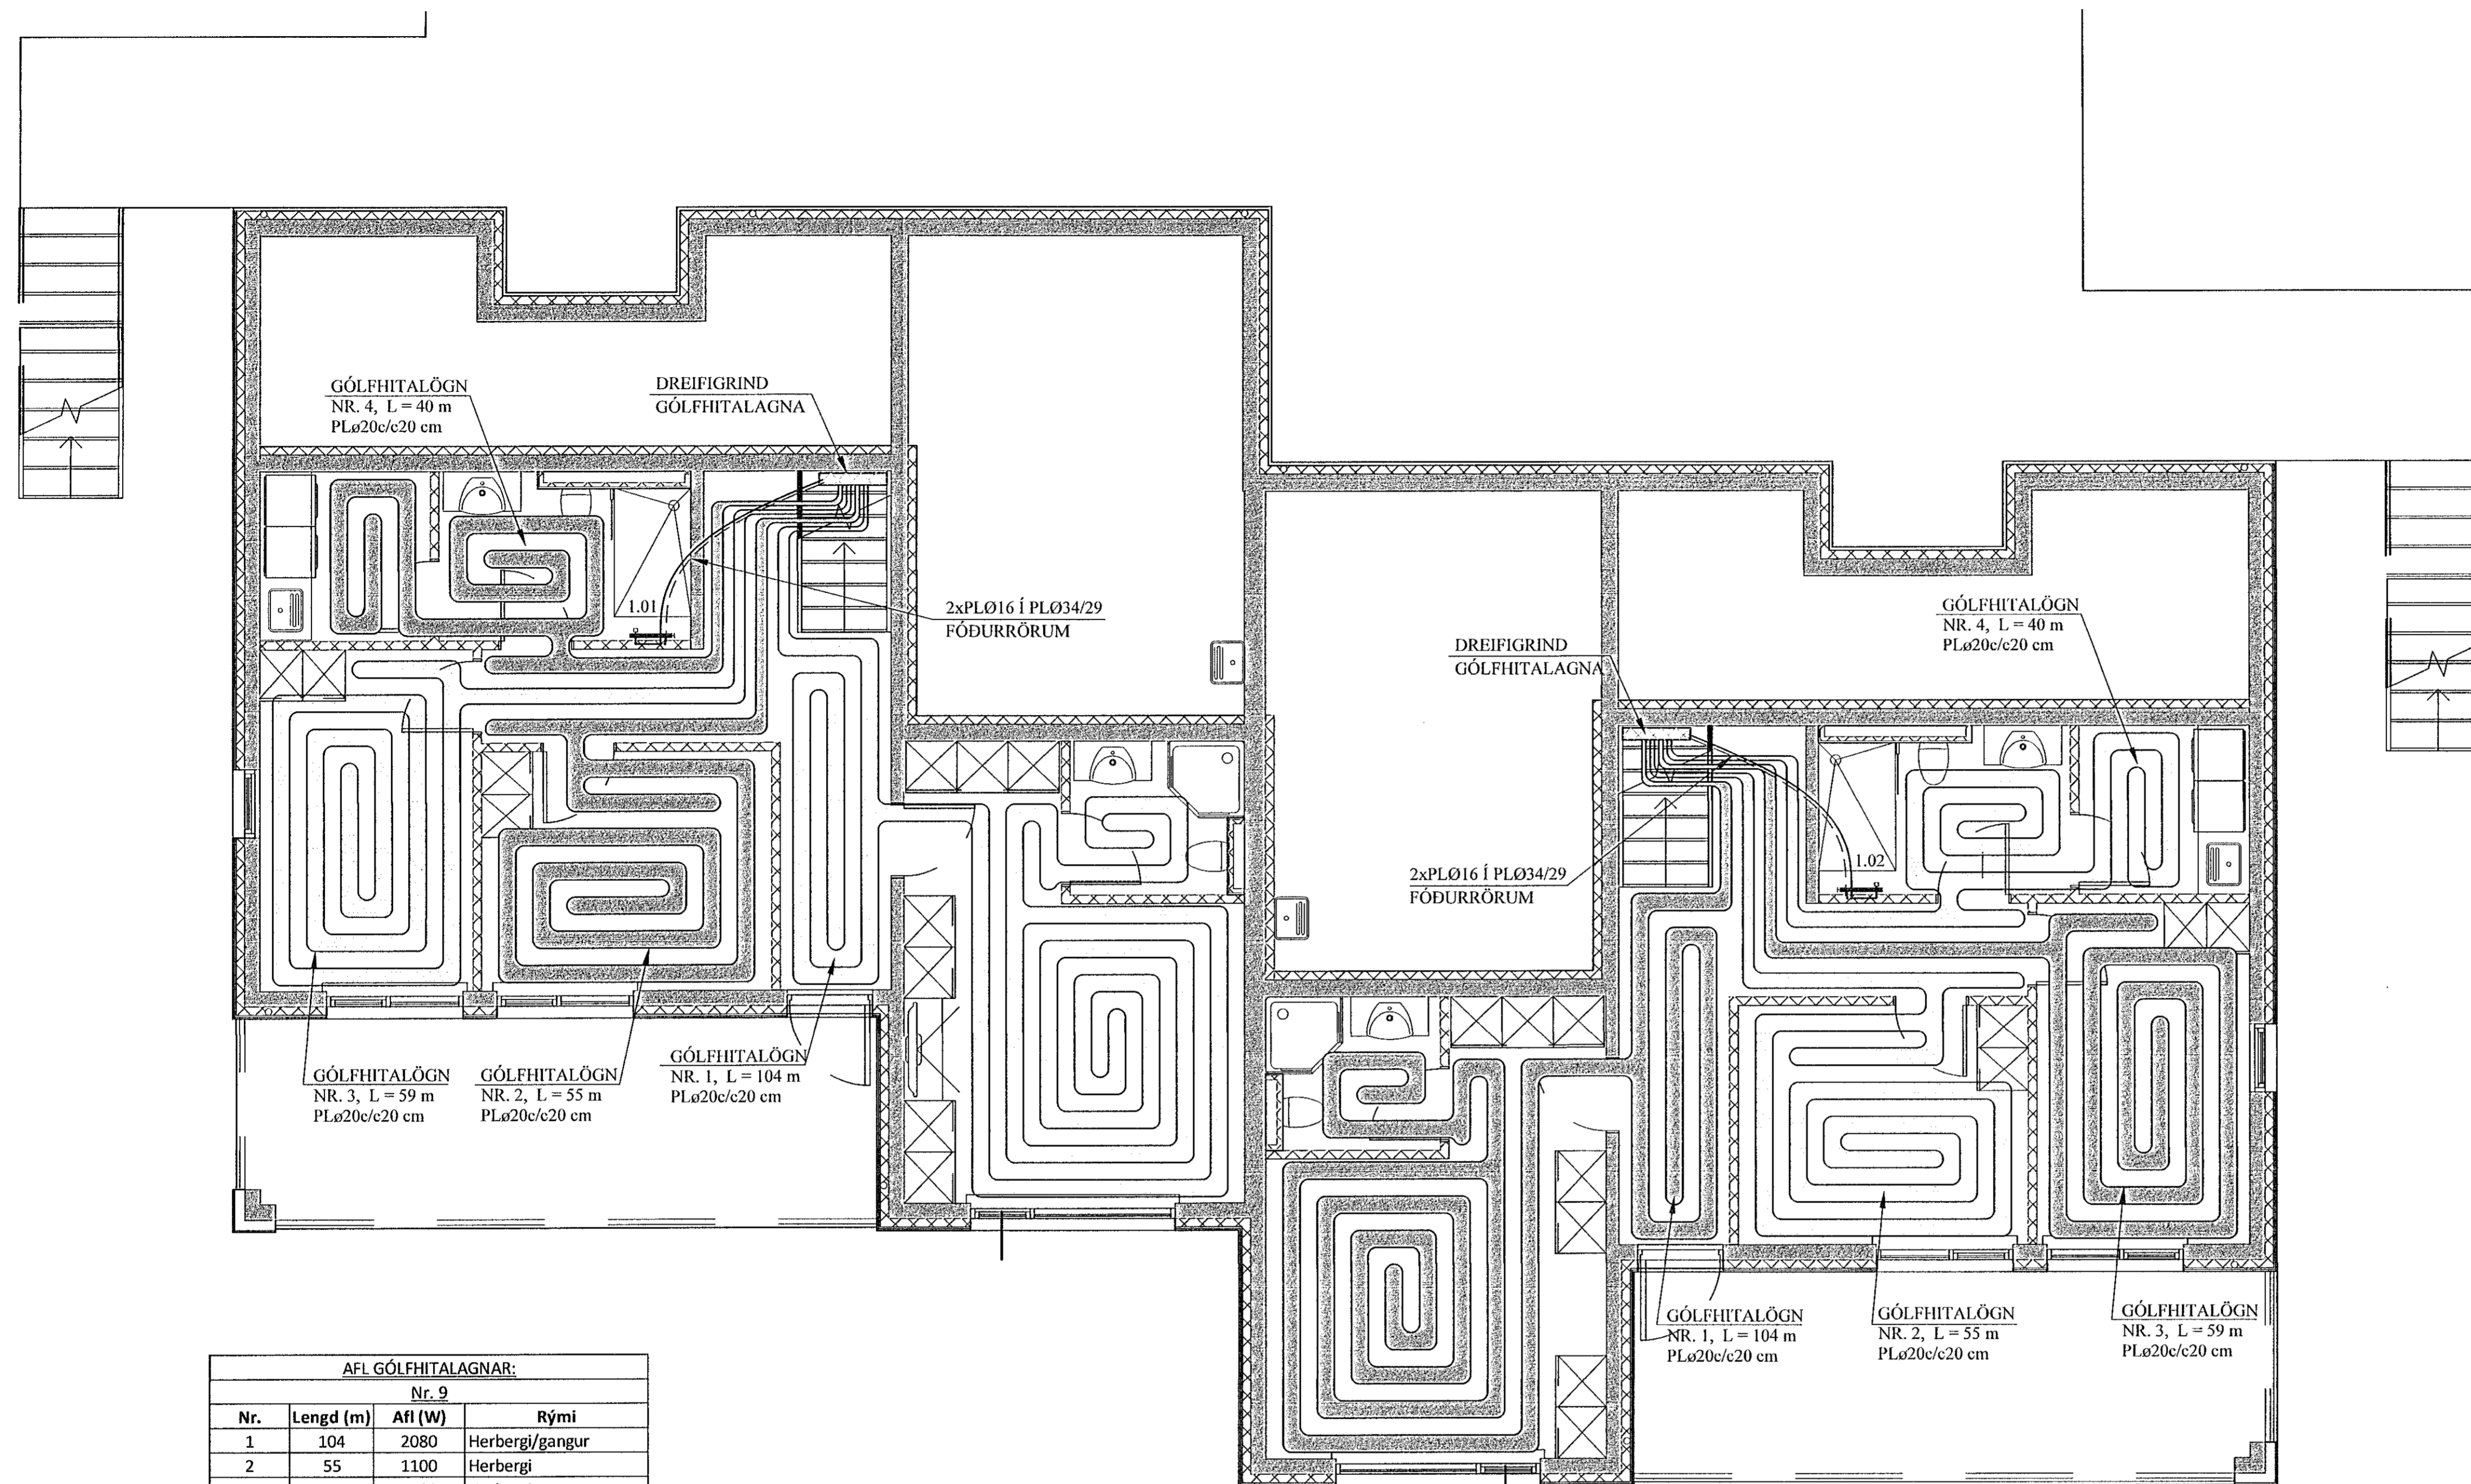 GÓLFHITALÖGN
NR. 4, L = 40 m
PLø20c/c20 cm
DREIFIGRIND
GÓLFHITALAGNA
1.01
2xPLØ16 Í PLØ34/29
FÓÐURRÖRUM
GÓLFHITALÖGN
NR. 4, L = 40 m
PLø20c/c20 cm
DREIFIGRIND
GÓLFHITALAGNA
1.02
2xPLØ16 Í PLØ34/29
FÓÐURRÖRUM
GÓLFHITALÖGN
NR. 3, L = 59 m
PLø20c/c20 cm
GÓLFHITALÖGN
NR. 2, L = 55 m
PLø20c/c20 cm
GÓLFHITALÖGN
NR. 1, L = 104 m
PLø20c/c20 cm
GÓLFHITALÖGN
NR. 1, L = 104 m
PLø20c/c20 cm
GÓLFHITALÖGN
NR. 2, L = 55 m
PLø20c/c20 cm
GÓLFHITALÖGN
NR. 3, L = 59 m
PLø20c/c20 cm
AFL GÓLFHITALAGNAR:
Nr. 9
Nr. Lengd (m) Afl (W) Rými
1 104 2080 Herbergi/gangur
2 55 1100 Herbergi